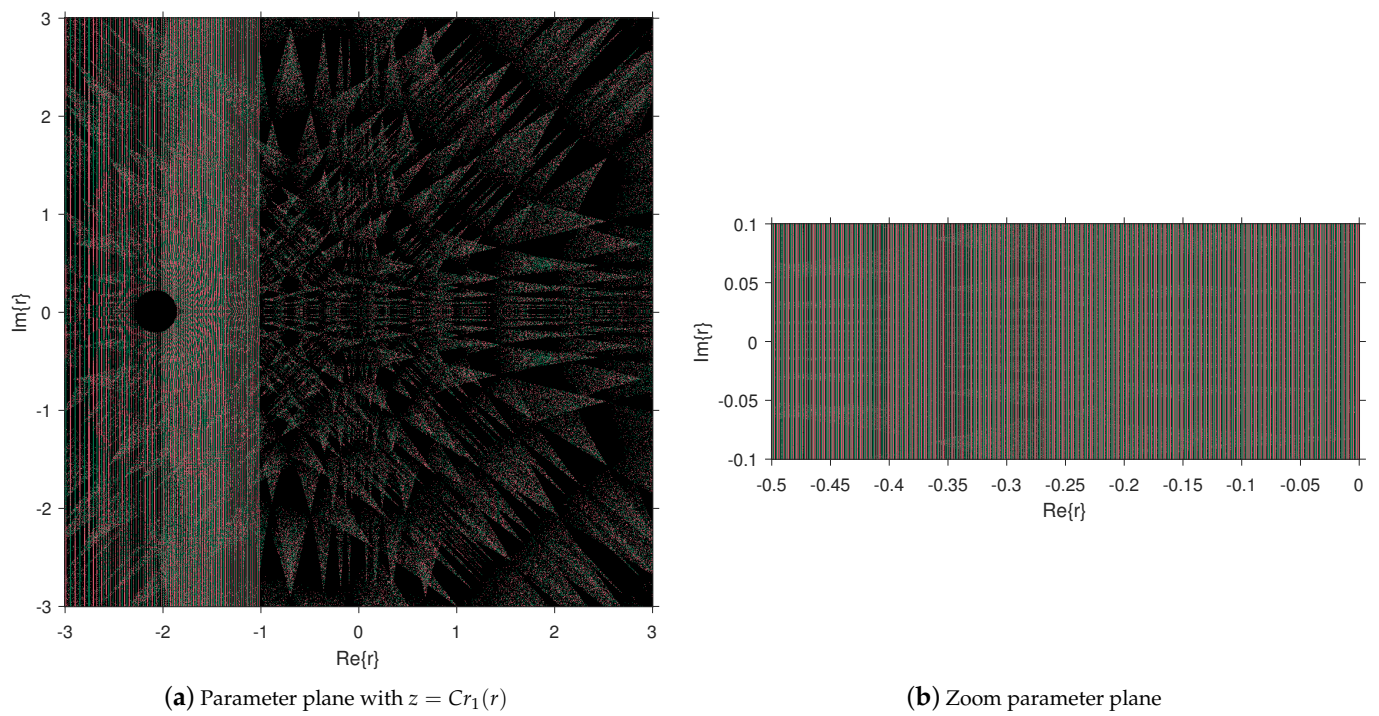 3
2
1
0
-1
-2
-3
Im{r}
-3 -2 -1 0 1 2 3
Re{r}
0.1
0.05
0
-0.05
-0.1
Im{r}
-0.5 -0.45 -0.4 -0.35 -0.3 -0.25 -0.2 -0.15 -0.1 -0.05 0
Re{r}
(a) Parameter plane with z = Cr₁(r)
(b) Zoom parameter plane